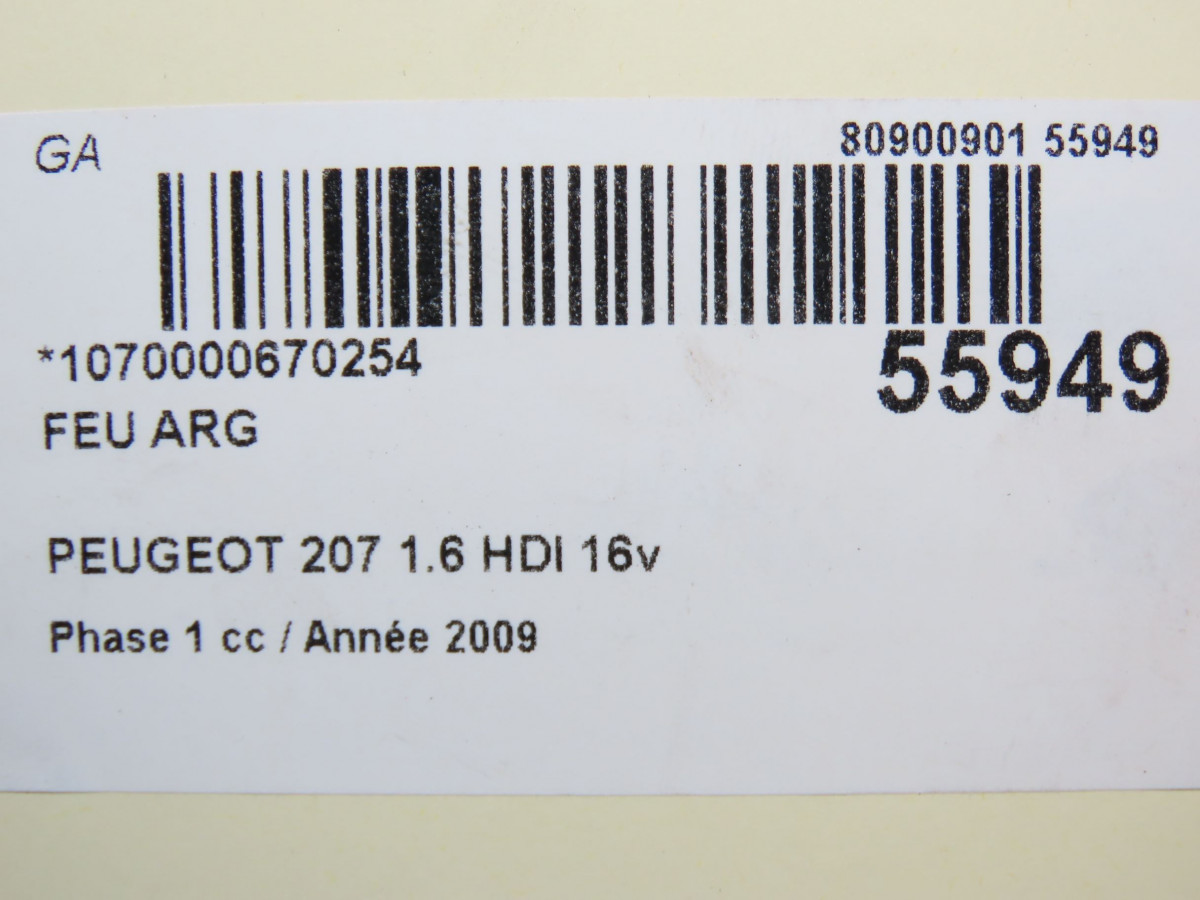 GA
80900901 55949
*1070000670254
55949
FEU ARG
PEUGEOT 207 1.6 HDI 16v
Phase 1 cc / Année 2009